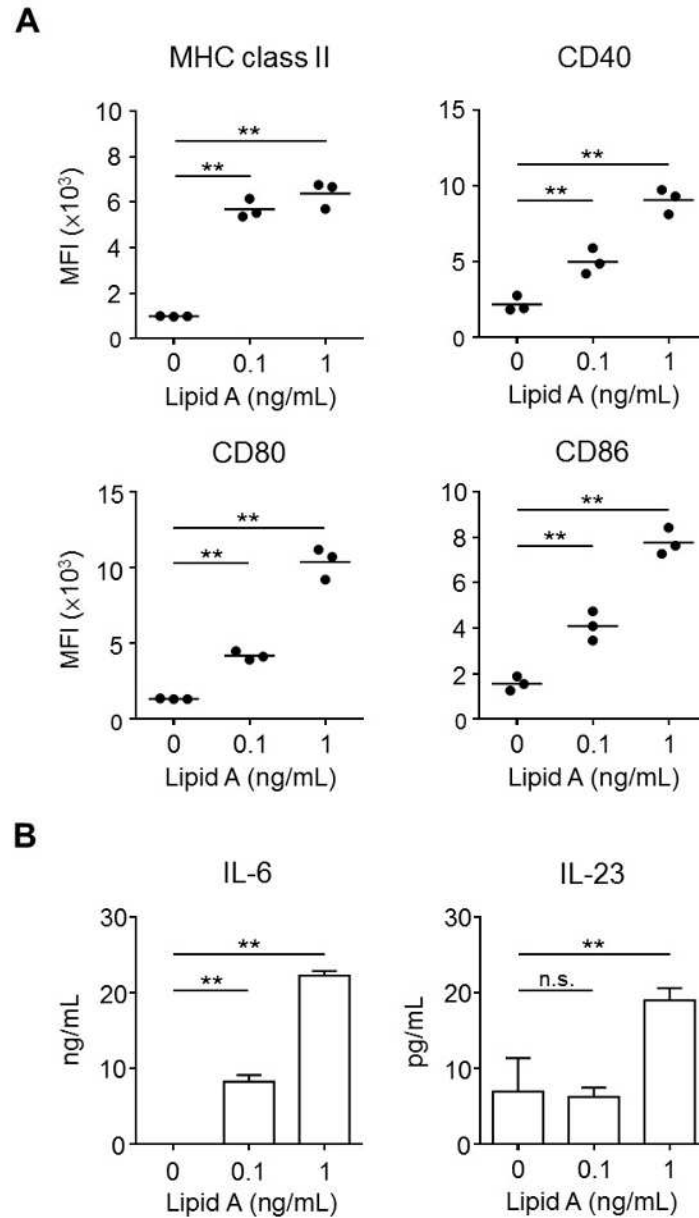 A
MHC class II
CD40
MFI (×10³)
10
8
6
4
2
0
**
**
0 0.1 1
Lipid A (ng/mL)
15
10
5
0
**
**
0 0.1 1
Lipid A (ng/mL)
CD80
CD86
MFI (×10³)
15
10
5
0
**
**
0 0.1 1
Lipid A (ng/mL)
10
8
6
4
2
0
**
**
0 0.1 1
Lipid A (ng/mL)
B
IL-6
IL-23
ng/mL
30
20
10
0
**
**
0 0.1 1
Lipid A (ng/mL)
pg/mL
30
20
10
0
**
n.s.
0 0.1 1
Lipid A (ng/mL)